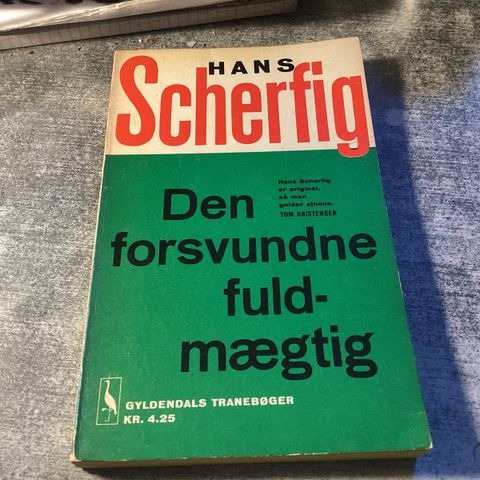 HANS
Scherfig
Hans Scherfig
er original,
så man
gnider øjnene.
TOM KRISTENSEN
Den
forsvundne
fuld-
mægtig
GYLDENDALS TRANEBØGER
KR. 4.25